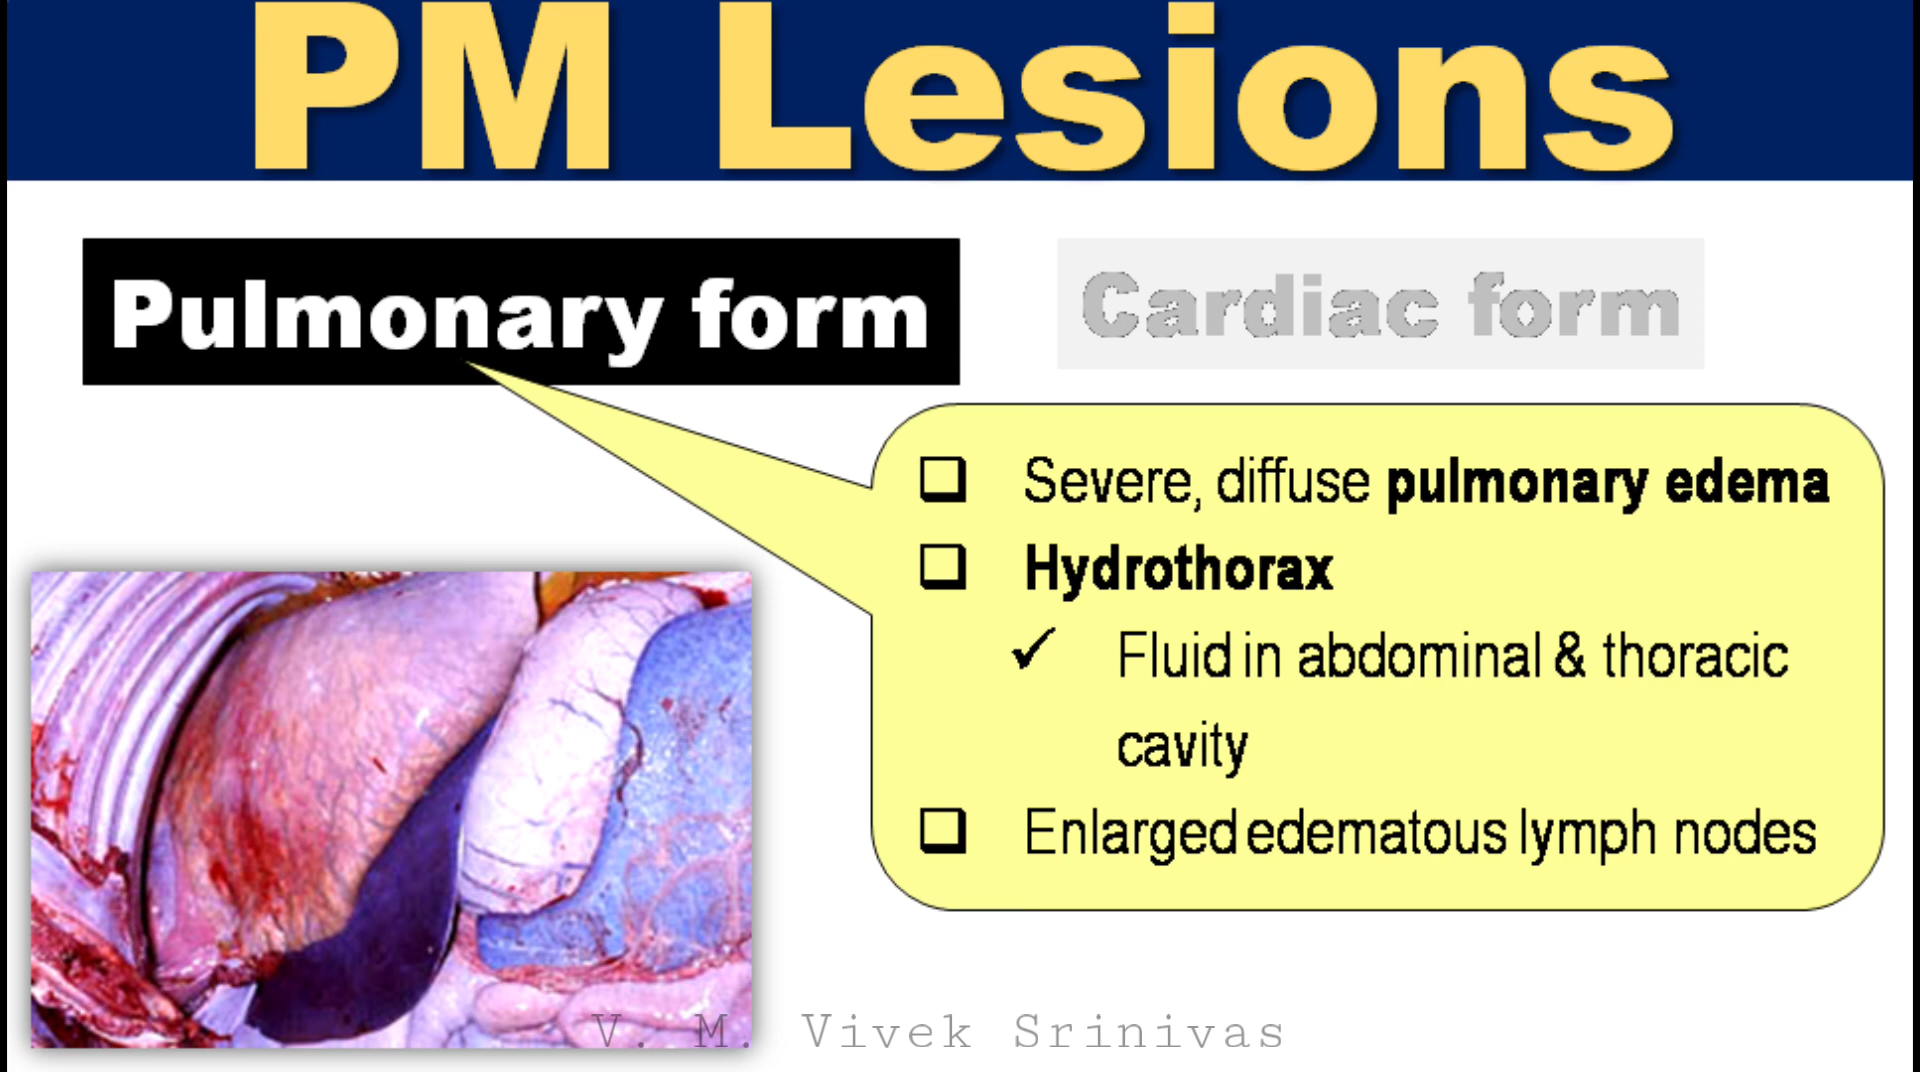 PM Lesions
Pulmonary form
Cardiac form
Severe, diffuse pulmonary edema
Hydrothorax
Fluid in abdominal & thoracic
cavity
Enlarged edematous lymph nodes
V. M. Vivek Srinivas